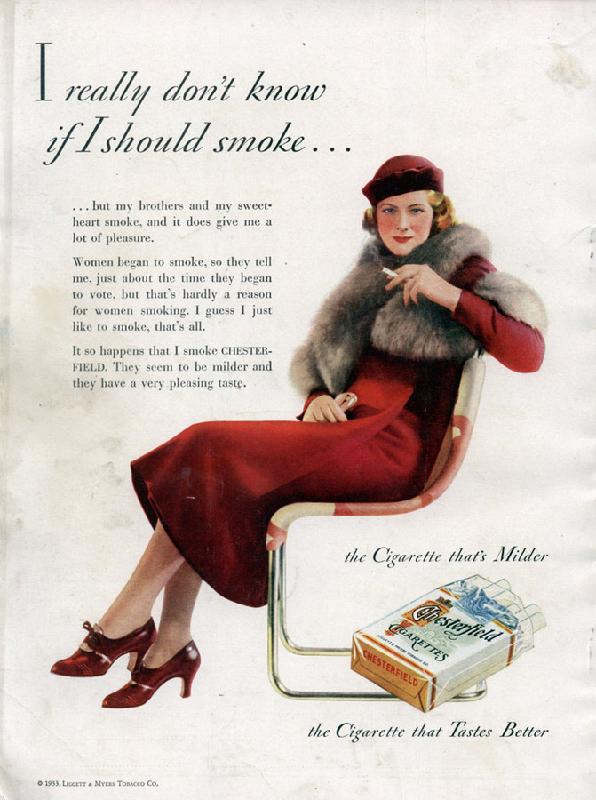 I really don't know
if I should smoke...
...but my brothers and my sweet-
heart smoke, and it does give me a
lot of pleasure.
Women began to smoke, so they tell
me, just about the time they began
to vote, but that's hardly a reason
for women smoking. I guess I just
like to smoke, that's all.
It so happens that I smoke CHESTER-
FIELD. They seem to be milder and
they have a very pleasing taste.
the Cigarette that's Milder
Chesterfield
CIGARETTES
CHESTERFIELD
the Cigarette that Tastes Better
© 1933, LIGGETT & MYERS TOBACCO CO.